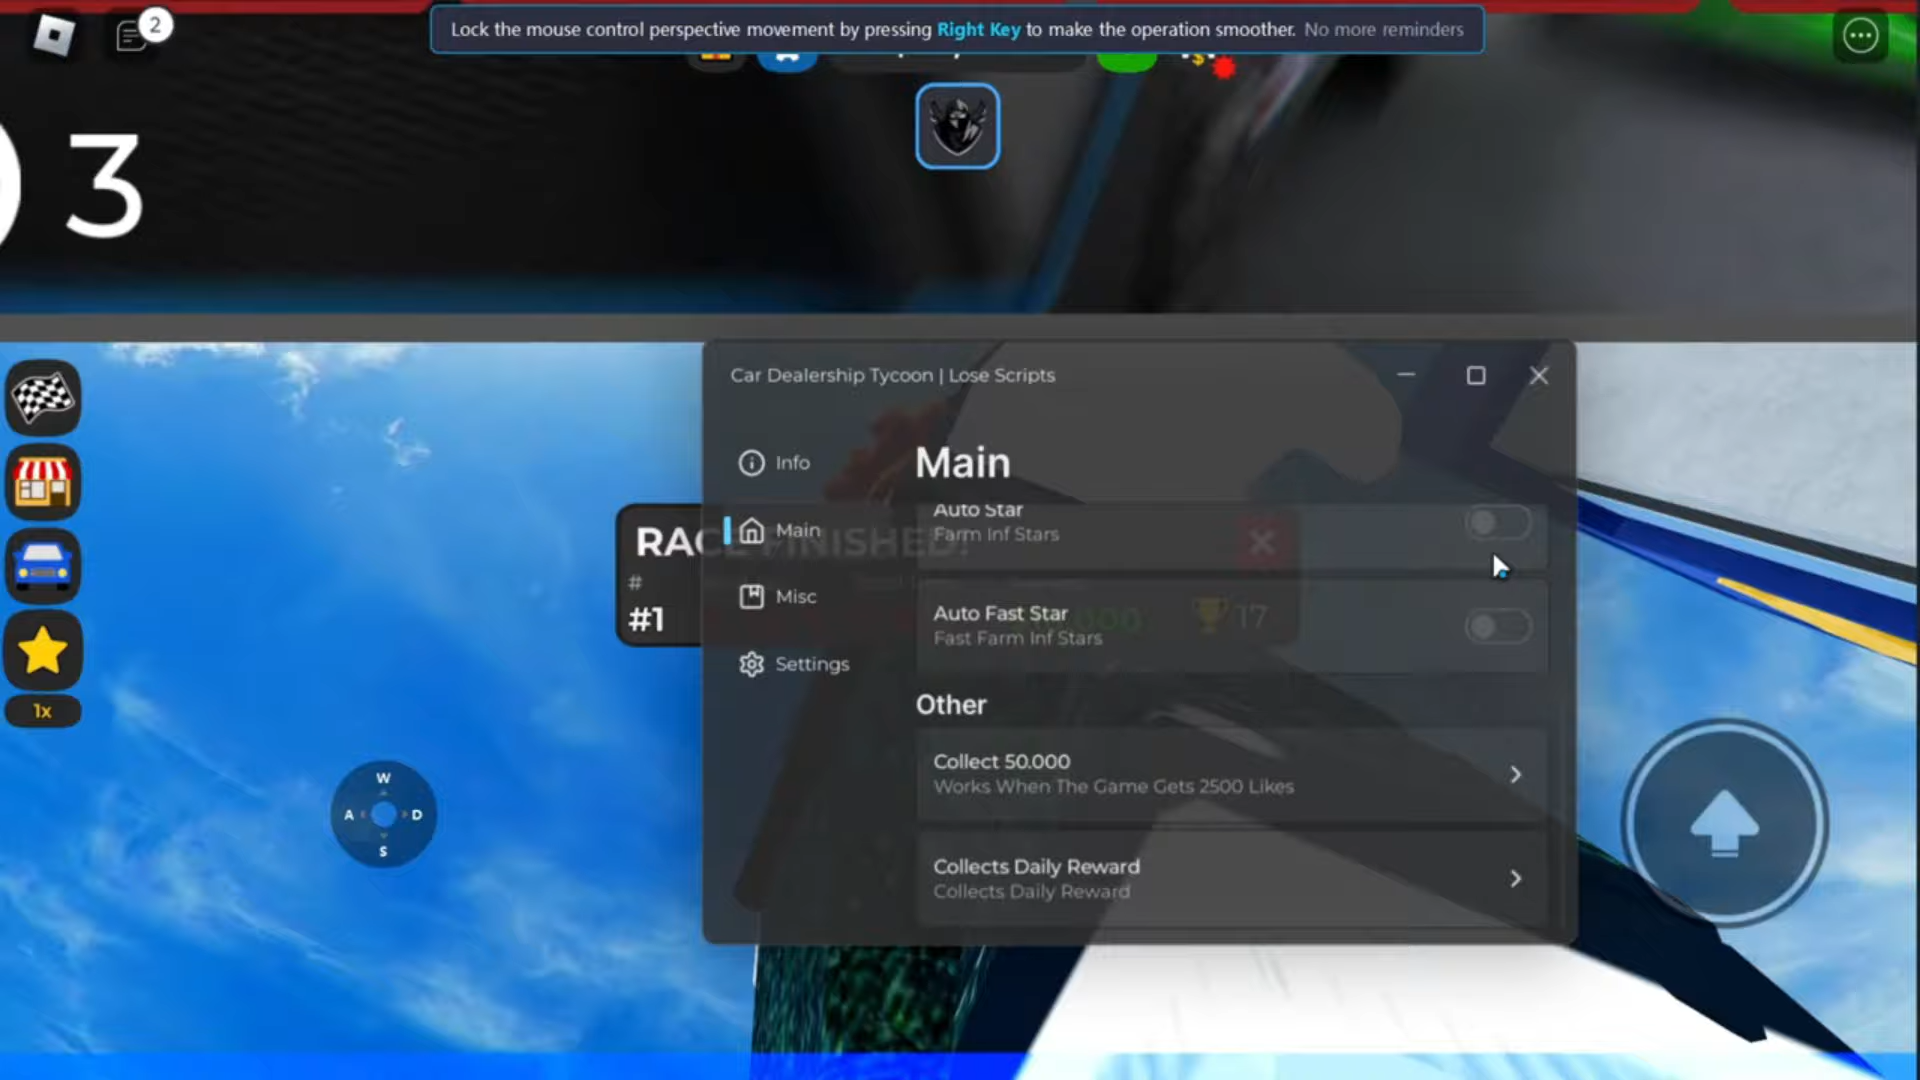 2
Lock the mouse control perspective movement by pressing Right Key to make the operation smoother. No more reminders
3
Car Dealership Tycoon | Lose Scripts
Info
Main
Misc
Settings
Main
Auto Star
Farm Inf Stars
Auto Fast Star
Fast Farm Inf Stars
Other
Collect 50.000
Works When The Game Gets 2500 Likes
Collects Daily Reward
Collects Daily Reward
RACE FINISHED!
#
#1
17
1x
W
A
D
S